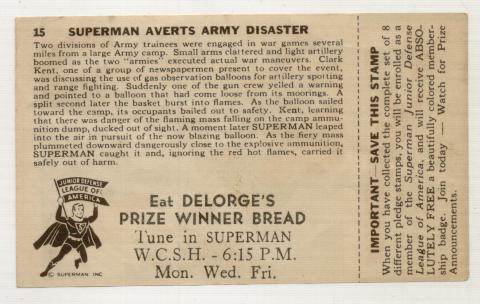 15 SUPERMAN AVERTS ARMY DISASTER
Two divisions of Army trainees were engaged in war games several
miles from a large Army camp. Small arms clattered and light artillery
boomed as the two "armies" executed actual war maneuvers. Clark
Kent, one of a group of newspapermen present to cover the event,
was discussing the use of gas observation balloons for artillery spotting
and range fighting. Suddenly one of the gun crew yelled a warning
and pointed to a balloon that had come loose from its moorings. A
split second later the basket burst into flames. As the balloon sailed
toward the camp, its occupants bailed out to safety. Kent, learning
that there was danger of the flaming mass falling on the camp ammu-
nition dump, ducked out of sight. A moment later SUPERMAN leaped
into the air in pursuit of the now blazing balloon. As the fiery mass
plummeted downward dangerously close to the explosive ammunition,
SUPERMAN caught it and, ignoring the red hot flames, carried it
safely out of harm.
JUNIOR DEFENSE
LEAGUE OF
AMERICA
© SUPERMAN INC
Eat DELORGE'S
PRIZE WINNER BREAD
Tune in SUPERMAN
W.C.S.H. - 6:15 P.M.
Mon. Wed. Fri.
IMPORTANT — SAVE THIS STAMP
When you have collected the complete set of 8
different pledge stamps, you will be enrolled as a
member of the Superman Junior Defense
League of America, and will receive ABSO-
LUTELY FREE a beautifully colored member-
ship badge. Join today — Watch for Prize
Announcements.